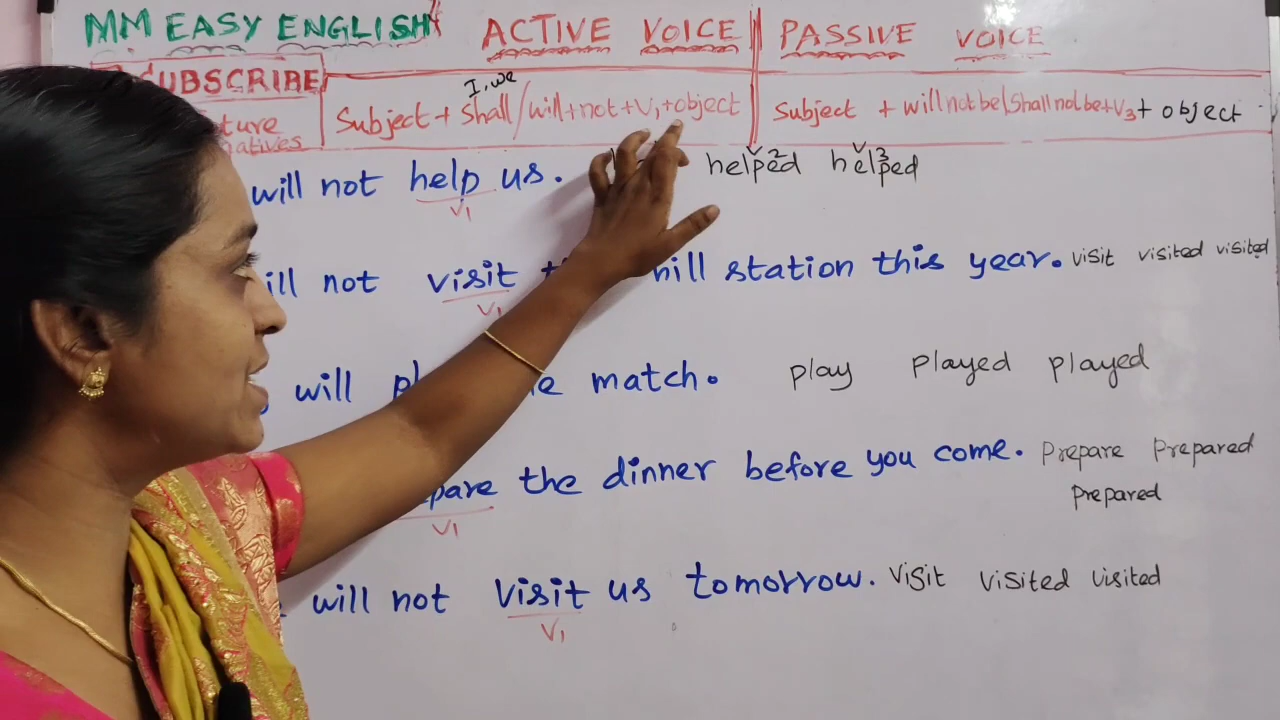 MM EASY ENGLISH ACTIVE VOICE PASSIVE VOICE
SUBSCRIBE
I, we
Subject + shall/will+not+V1+object
Subject + will not be/shall not be+V3+ object
will not help us. helped helped
V2 V3
V1
not visit hill station this year. visit visited visited
V1
will match. play played played
the dinner before you come. prepare prepared
prepared
V1
will not visit us tomorrow. visit visited visited
V1